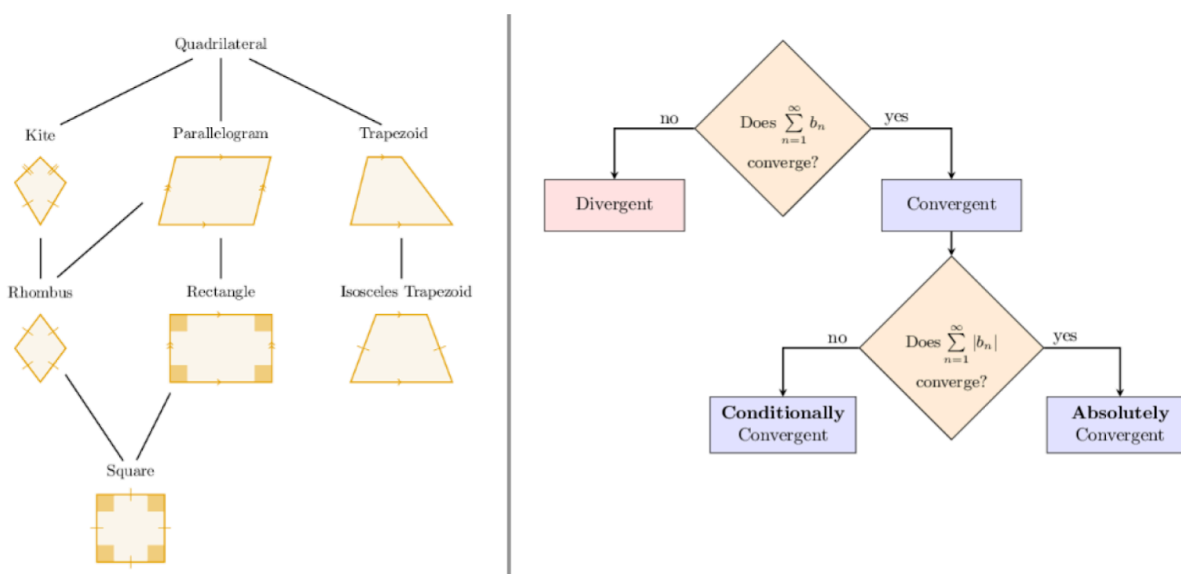 Quadrilateral
Kite
Parallelogram
Trapezoid
Rhombus
Rectangle
Isosceles Trapezoid
Square
no
Does ∑_{n=1}^{∞} b_n
converge?
yes
Divergent
Convergent
no
Does ∑_{n=1}^{∞} |b_n|
converge?
yes
Conditionally
Convergent
Absolutely
Convergent